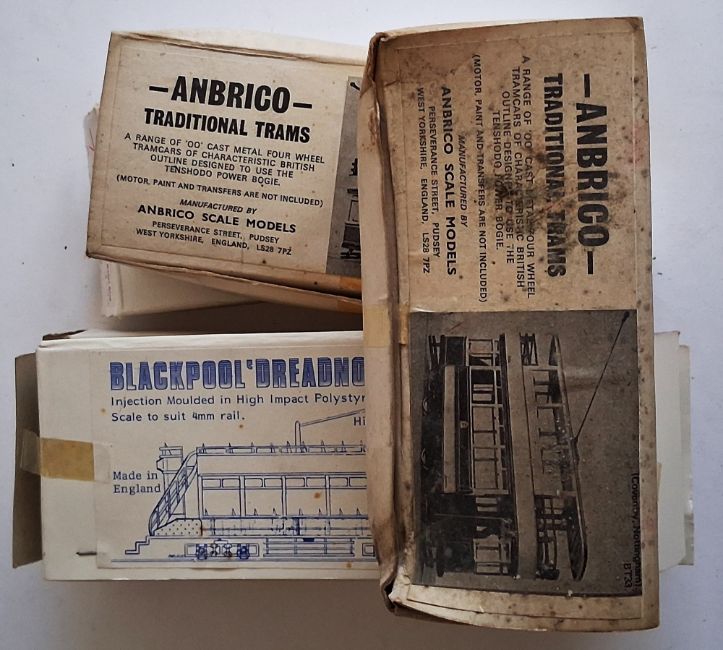 —ANBRICO—
TRADITIONAL TRAMS
A RANGE OF 'OO' CAST METAL FOUR WHEEL
TRAMCARS OF CHARACTERISTIC BRITISH
OUTLINE DESIGNED TO USE THE
TENSHODO POWER BOGIE.
(MOTOR, PAINT AND TRANSFERS ARE NOT INCLUDED)
MANUFACTURED BY
ANBRICO SCALE MODELS
PERSEVERANCE STREET, PUDSEY
WEST YORKSHIRE, ENGLAND, LS28 7PZ
—ANBRICO—
TRADITIONAL TRAMS
A RANGE OF 'OO' CAST METAL FOUR WHEEL
TRAMCARS OF CHARACTERISTIC BRITISH
OUTLINE DESIGNED TO USE THE
TENSHODO POWER BOGIE.
(MOTOR, PAINT AND TRANSFERS ARE NOT INCLUDED)
MANUFACTURED BY
ANBRICO SCALE MODELS
PERSEVERANCE STREET, PUDSEY
WEST YORKSHIRE, ENGLAND, LS28 7PZ
(Coventry, Nottingham)
BT33
BLACKPOOL 'DREADNO
Injection Moulded in High Impact Polystyr
Scale to suit 4mm rail.
Hi
Made in
England